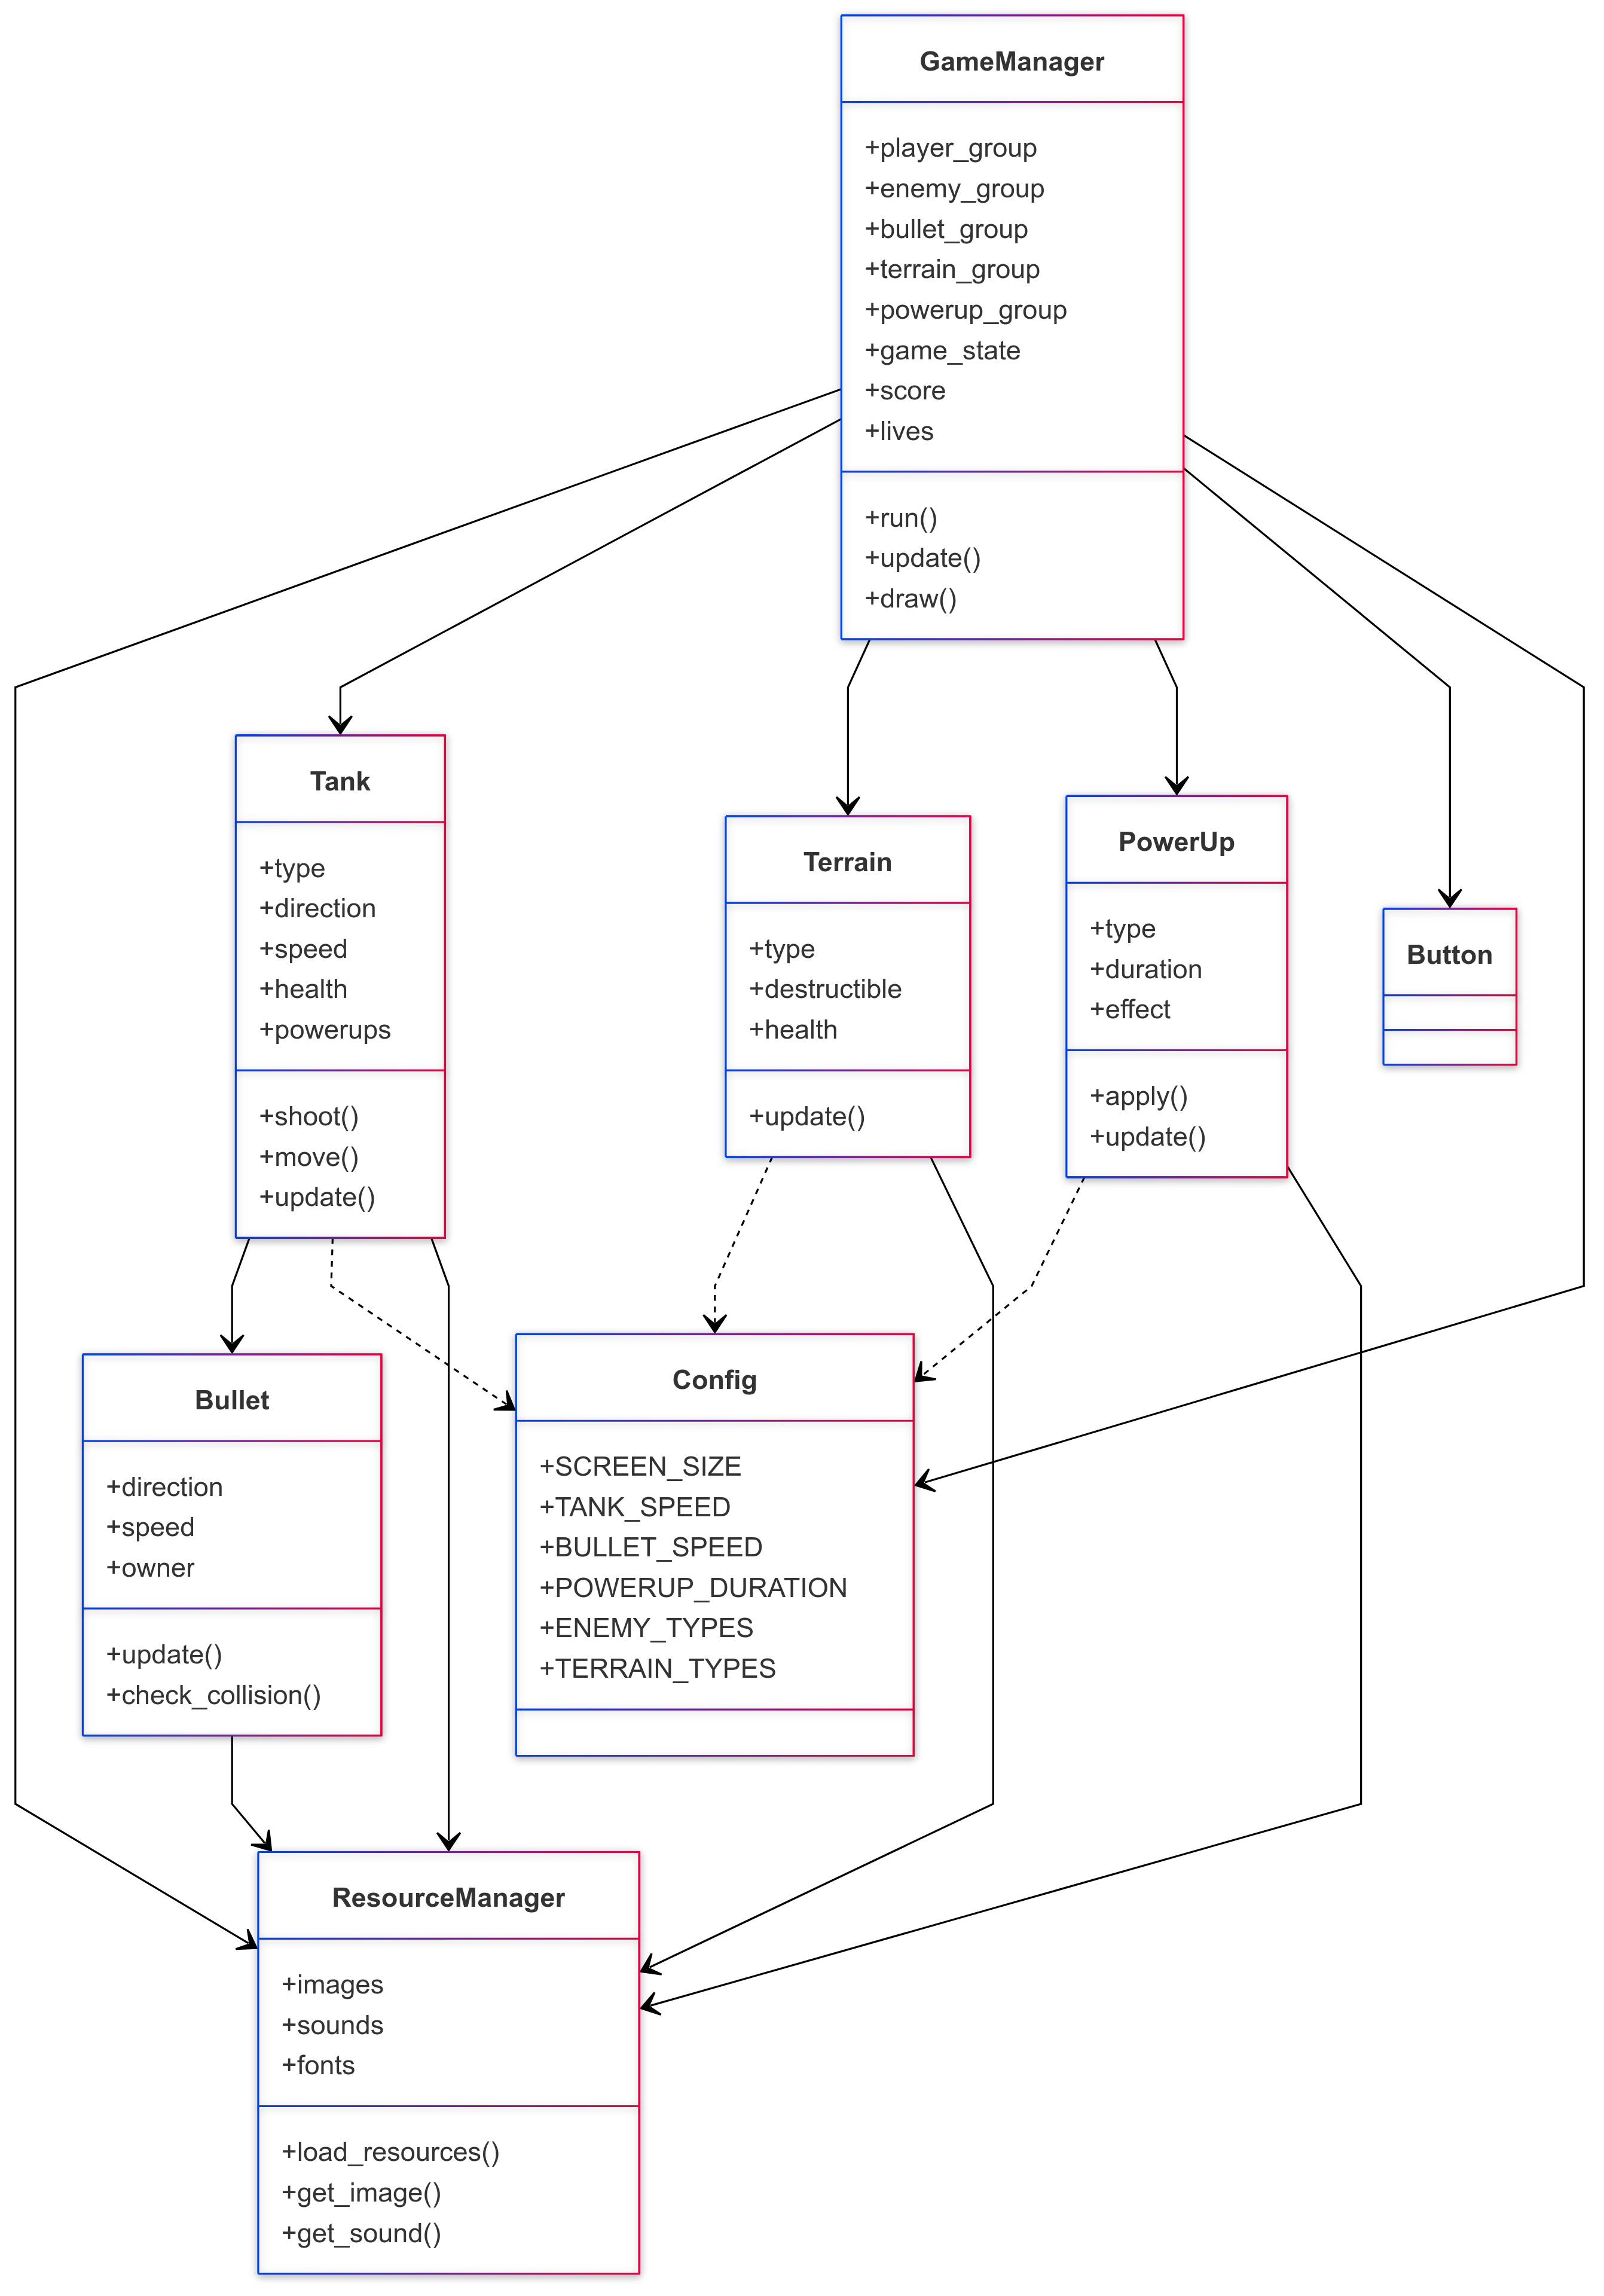 GameManager
+player_group
+enemy_group
+bullet_group
+terrain_group
+powerup_group
+game_state
+score
+lives
+run()
+update()
+draw()
Tank
+type
+direction
+speed
+health
+powerups
+shoot()
+move()
+update()
Terrain
+type
+destructible
+health
+update()
PowerUp
+type
+duration
+effect
+apply()
+update()
Button
Bullet
+direction
+speed
+owner
+update()
+check_collision()
Config
+SCREEN_SIZE
+TANK_SPEED
+BULLET_SPEED
+POWERUP_DURATION
+ENEMY_TYPES
+TERRAIN_TYPES
ResourceManager
+images
+sounds
+fonts
+load_resources()
+get_image()
+get_sound()